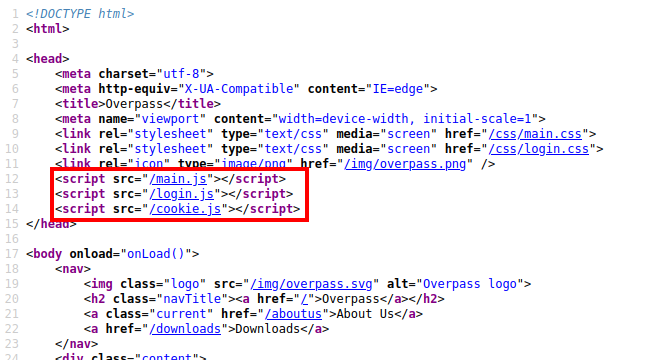 1 <!DOCTYPE html>
2 <html>
3
4 <head>
5     <meta charset="utf-8">
6     <meta http-equiv="X-UA-Compatible" content="IE=edge">
7     <title>Overpass</title>
8     <meta name="viewport" content="width=device-width, initial-scale=1">
9     <link rel="stylesheet" type="text/css" media="screen" href="/css/main.css">
10     <link rel="stylesheet" type="text/css" media="screen" href="/css/login.css">
11     <link rel="icon" type="image/png" href="/img/overpass.png" />
12     <script src="/main.js"></script>
13     <script src="/login.js"></script>
14     <script src="/cookie.js"></script>
15 </head>
16
17 <body onload="onLoad()">
18     <nav>
19         <img class="logo" src="/img/overpass.svg" alt="Overpass logo">
20         <h2 class="navTitle"><a href="/">Overpass</a></h2>
21         <a class="current" href="/aboutus">About Us</a>
22         <a href="/downloads">Downloads</a>
23     </nav>
24     <div class="content">